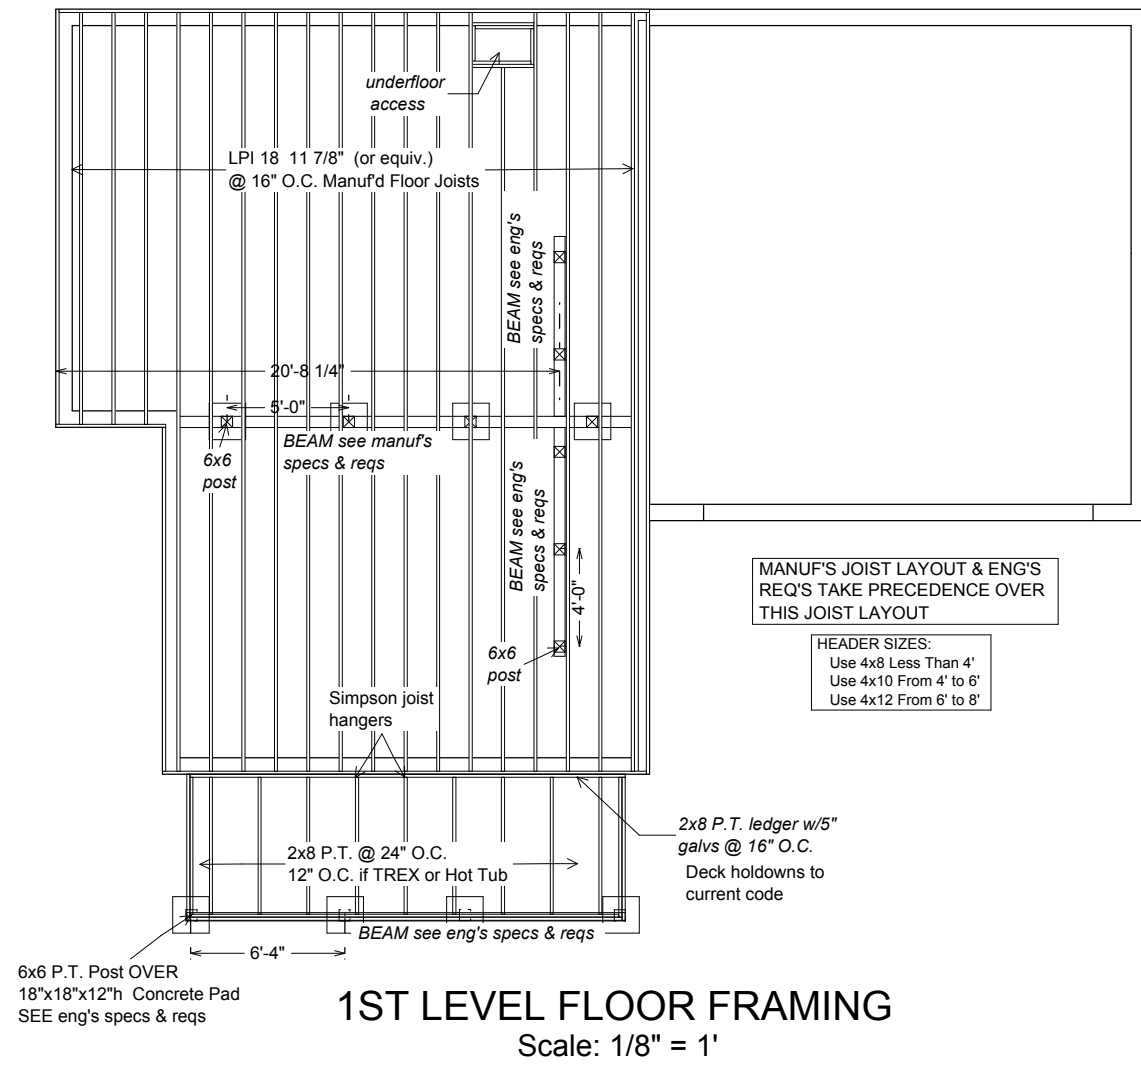 underfloor
access
LPI 18 11 7/8" (or equiv.)
@ 16" O.C. Manuf'd Floor Joists
BEAM see eng's
specs & reqs
20'-8 1/4"
5'-0"
BEAM see manuf's
specs & reqs
6x6
post
BEAM see eng's
specs & reqs
4'-0"
6x6
post
MANUF'S JOIST LAYOUT & ENG'S
REQ'S TAKE PRECEDENCE OVER
THIS JOIST LAYOUT
HEADER SIZES:
Use 4x8 Less Than 4'
Use 4x10 From 4' to 6'
Use 4x12 From 6' to 8'
Simpson joist
hangers
2x8 P.T. ledger w/5"
galvs @ 16" O.C.
Deck holdowns to
current code
2x8 P.T. @ 24" O.C.
12" O.C. if TREX or Hot Tub
BEAM see eng's specs & reqs
6'-4"
6x6 P.T. Post OVER
18"x18"x12"h Concrete Pad
SEE eng's specs & reqs
1ST LEVEL FLOOR FRAMING
Scale: 1/8" = 1'